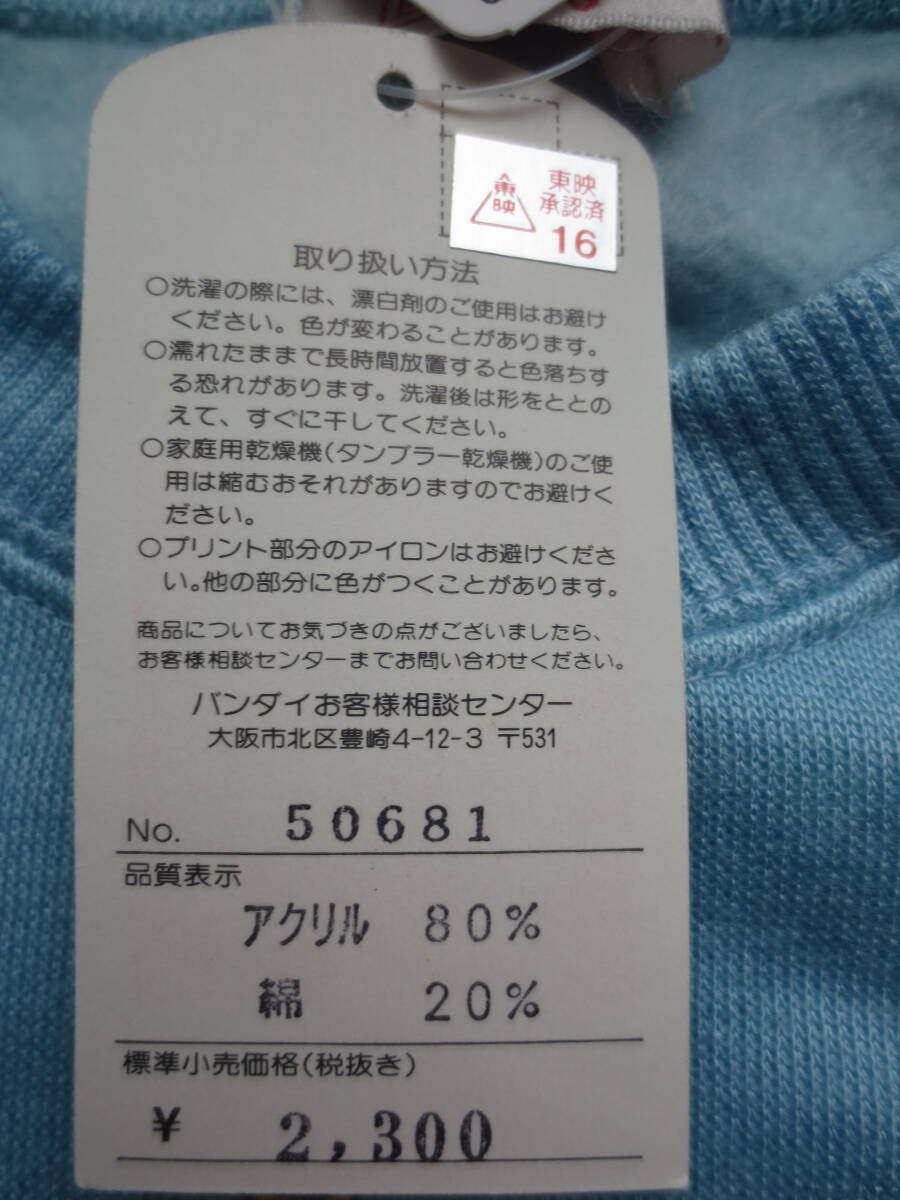 東映
東映
承認済
16
取り扱い方法
○洗濯の際には、漂白剤のご使用はお避け
ください。色が変わることがあります。
○濡れたままで長時間放置すると色落ちす
る恐れがあります。洗濯後は形をととの
えて、すぐに干してください。
○家庭用乾燥機(タンブラー乾燥機)のご使
用は縮むおそれがありますのでお避けく
ださい。
○プリント部分のアイロンはお避けくださ
い。他の部分に色がつくことがあります。
商品についてお気づきの点がございましたら、
お客様相談センターまでお問い合わせください。
バンダイお客様相談センター
大阪市北区豊崎4-12-3 〒531
No. 50681
品質表示
アクリル 80%
綿 20%
標準小売価格(税抜き)
¥ 2,300